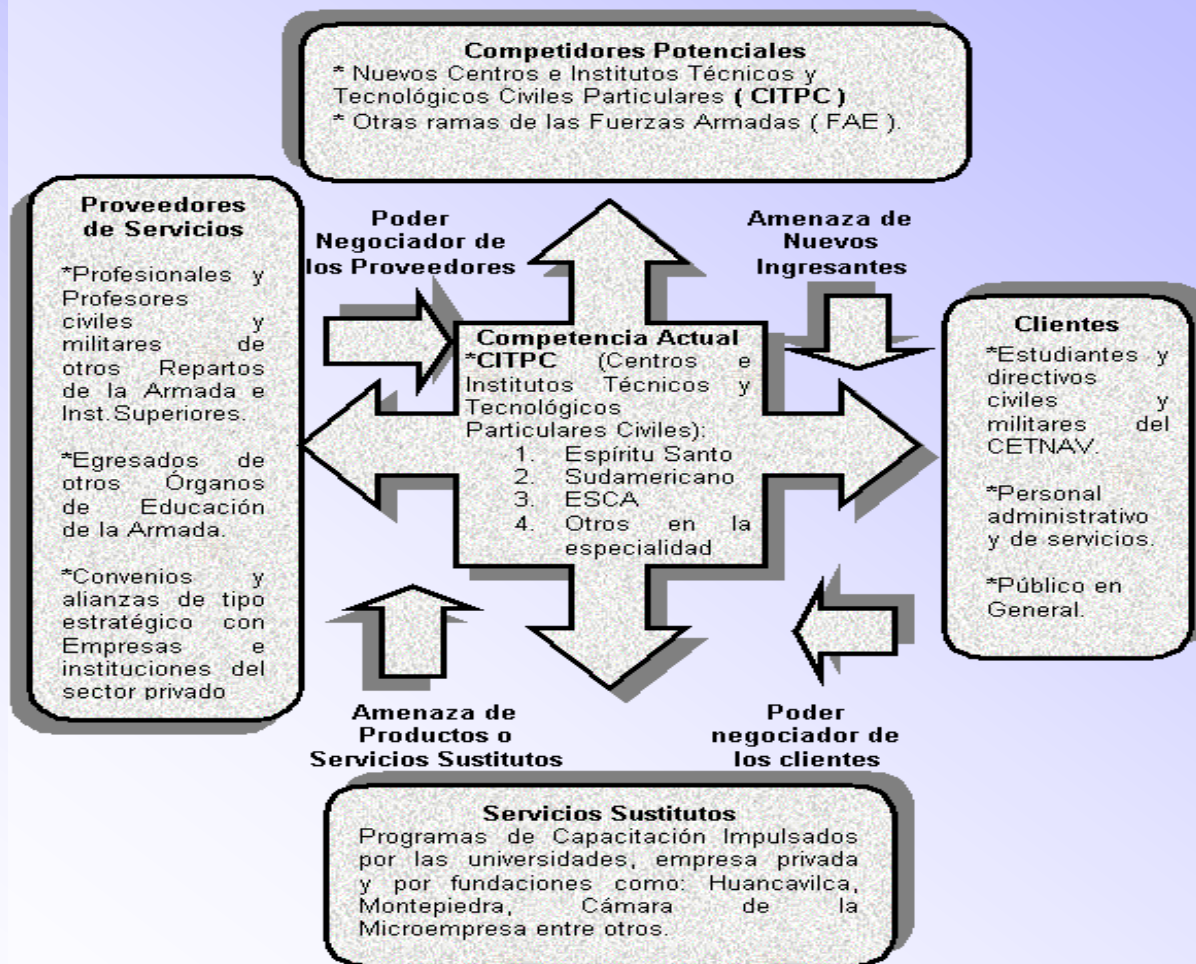 Competidores Potenciales
* Nuevos Centros e Institutos Técnicos y
Tecnológicos Civiles Particulares ( CITPC )
* Otras ramas de las Fuerzas Armadas ( FAE ).
Proveedores
de Servicios
*Profesionales y
Profesores
civiles y
militares de
otros Repartos
de la Armada e
Inst.Superiores.
*Egresados de
otros Órganos
de Educación
de la Armada.
*Convenios y
alianzas de tipo
estratégico con
Empresas e
instituciones del
sector privado
Poder
Negociador de
los Proveedores
Amenaza de
Nuevos
Ingresantes
Competencia Actual
*CITPC (Centros e
Institutos Técnicos y
Tecnológicos
Particulares Civiles):
1. Espíritu Santo
2. Sudamericano
3. ESCA
4. Otros en la
especialidad
Clientes
*Estudiantes y
directivos
civiles y
militares del
CETNAV.
*Personal
administrativo
y de servicios.
*Público en
General.
Amenaza de
Productos o
Servicios Sustitutos
Poder
negociador de
los clientes
Servicios Sustitutos
Programas de Capacitación Impulsados
por las universidades, empresa privada
y por fundaciones como: Huancavilca,
Montepiedra, Cámara de la
Microempresa entre otros.